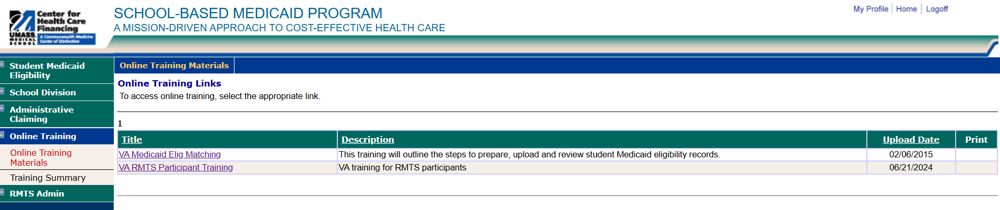 Center for
Health Care
Financing
UMASS
MEDICAL
SCHOOL
A Commonwealth Medicine
Center of Distinction
SCHOOL-BASED MEDICAID PROGRAM
A MISSION-DRIVEN APPROACH TO COST-EFFECTIVE HEALTH CARE
My Profile Home Logoff
Student Medicaid
Eligibility
School Division
Administrative
Claiming
Online Training
Online Training
Materials
Training Summary
RMTS Admin
Online Training Materials
Online Training Links
To access online training, select the appropriate link.
1
Title Description Upload Date Print
VA Medicaid Elig Matching This training will outline the steps to prepare, upload and review student Medicaid eligibility records. 02/06/2015
VA RMTS Participant Training VA training for RMTS participants 06/21/2024